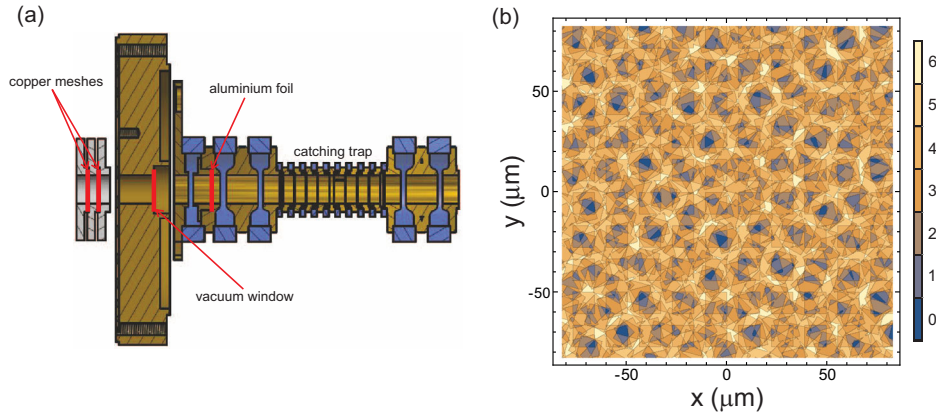 (a)
copper meshes
aluminium foil
catching trap
vacuum window
(b)
50
0
-50
y (μm)
-50
0
50
x (μm)
6
5
4
3
2
1
0